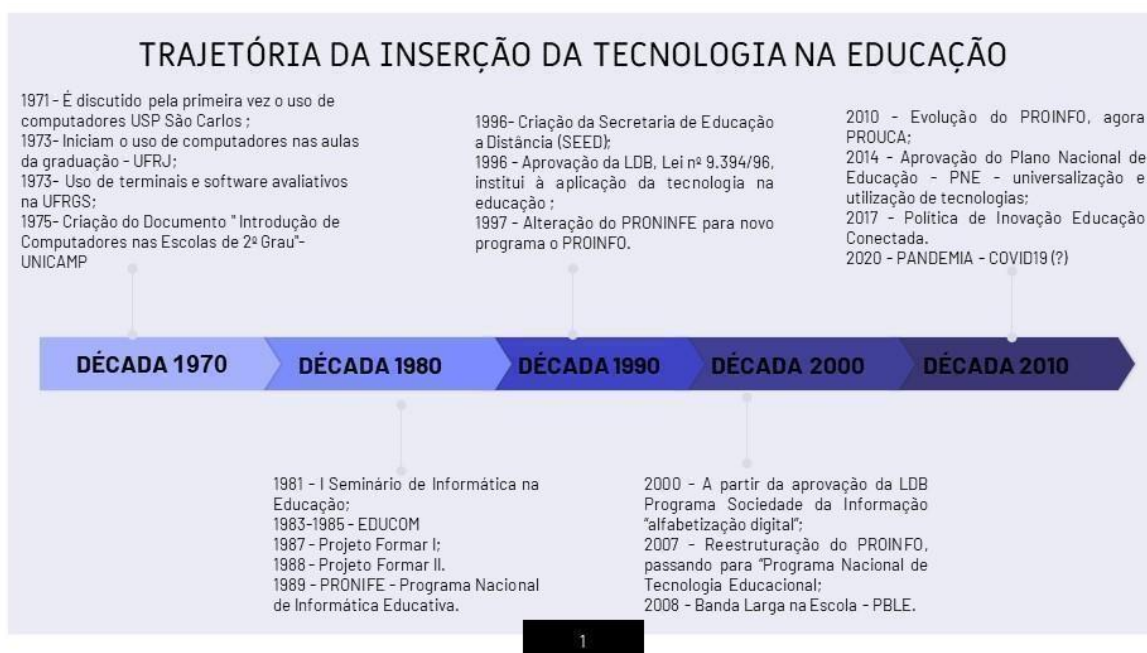 TRAJETÓRIA DA INSERÇÃO DA TECNOLOGIA NA EDUCAÇÃO
1971 - É discutido pela primeira vez o uso de
computadores USP São Carlos ;
1973- Iniciam o uso de computadores nas aulas
da graduação - UFRJ;
1973- Uso de terminais e software avaliativos
na UFRGS;
1975- Criação do Documento " Introdução de
Computadores nas Escolas de 2º Grau"-
UNICAMP
1996- Criação da Secretaria de Educação
a Distância (SEED);
1996 - Aprovação da LDB, Lei nº 9.394/96,
institui à aplicação da tecnologia na
educação ;
1997 - Alteração do PRONINFE para novo
programa o PROINFO.
2010 - Evolução do PROINFO, agora
PROUCA;
2014 - Aprovação do Plano Nacional de
Educação - PNE - universalização e
utilização de tecnologias;
2017 - Política de Inovação Educação
Conectada.
2020 - PANDEMIA - COVID19 (?)
DÉCADA 1970
DÉCADA 1980
DÉCADA 1990
DÉCADA 2000
DÉCADA 2010
1981 - I Seminário de Informática na
Educação;
1983-1985 - EDUCOM
1987 - Projeto Formar I;
1988 - Projeto Formar II.
1989 - PRONIFE - Programa Nacional
de Informática Educativa.
2000 - A partir da aprovação da LDB
Programa Sociedade da Informação
"alfabetização digital";
2007 - Reestruturação do PROINFO,
passando para "Programa Nacional de
Tecnologia Educacional;
2008 - Banda Larga na Escola - PBLE.
1